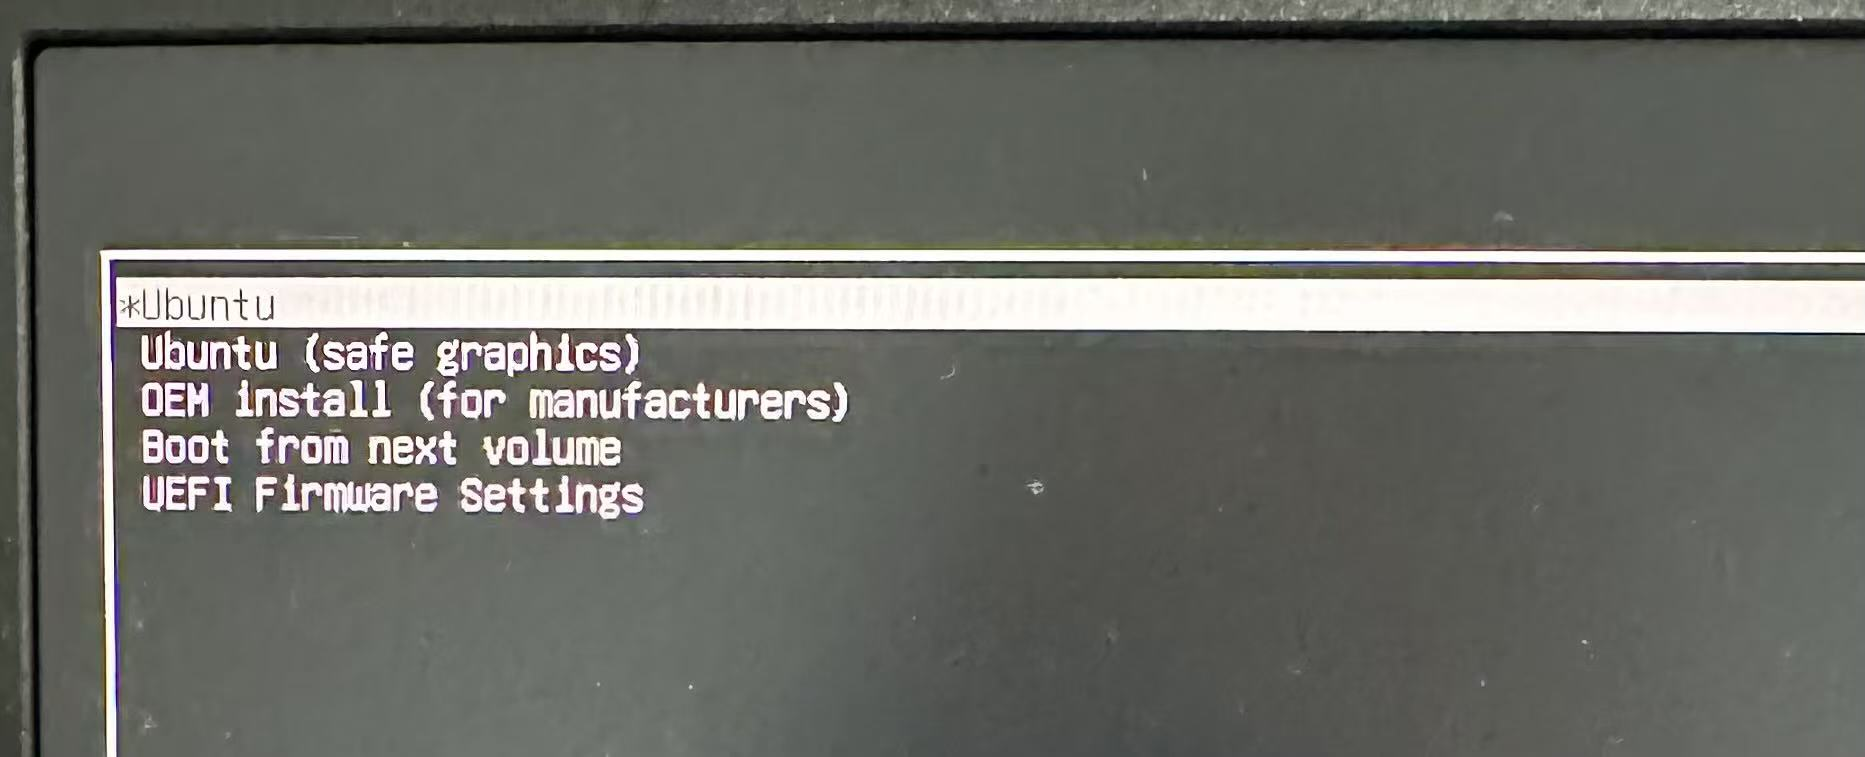 *Ubuntu
Ubuntu (safe graphics)
OEM install (for manufacturers)
Boot from next volume
UEFI Firmware Settings